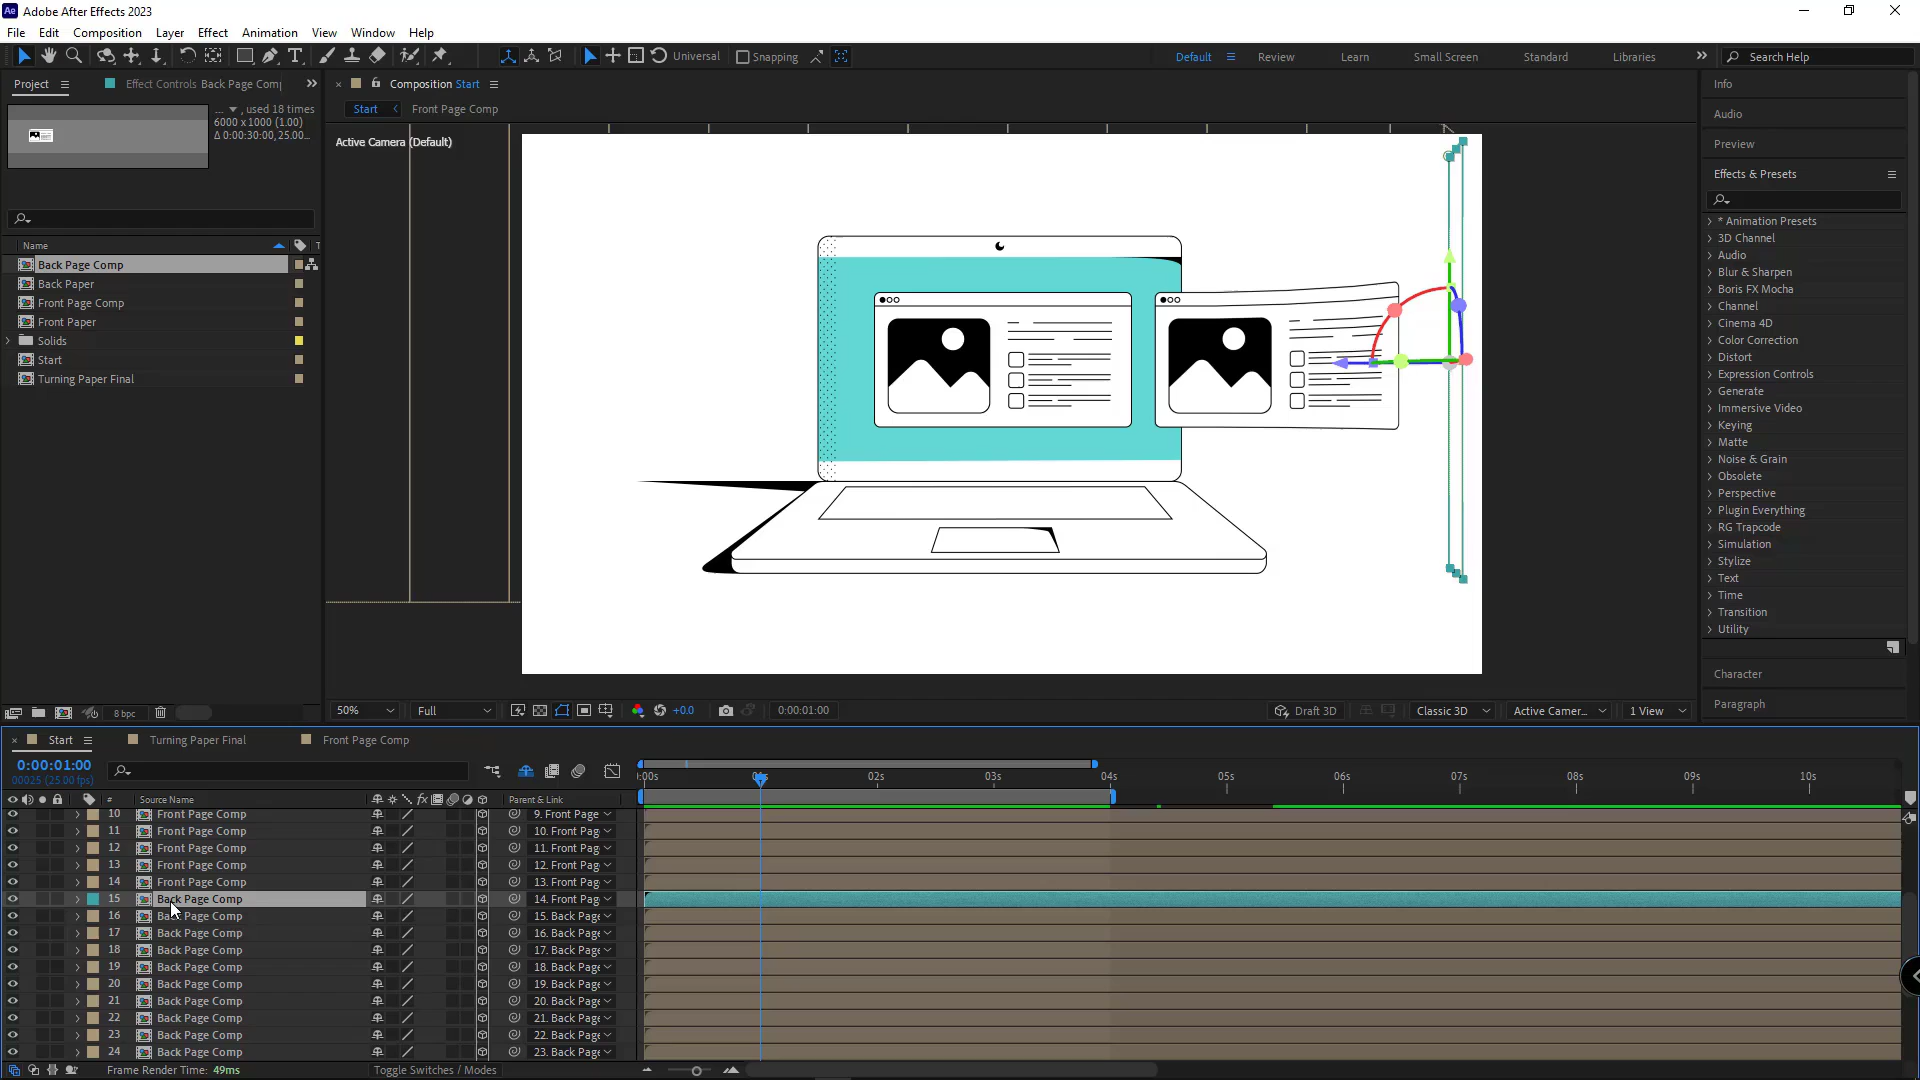 Adobe After Effects 2023
File Edit Composition Layer Effect Animation View Window Help
Universal Snapping Default Review Learn Small Screen Standard Libraries Search Help
Project Effect Controls Back Page Comp
Composition Start
Start Front Page Comp
... , used 18 times
6000 x 1000 (1.00)
Δ 0:00:30:00, 25.00...
Name
Back Page Comp
Back Paper
Front Page Comp
Front Paper
Solids
Start
Turning Paper Final
8 bpc
Active Camera (Default)
50% Full +0.0 0:00:01:00 Draft 3D Classic 3D Active Camer... 1 View
Info
Audio
Preview
Effects & Presets
* Animation Presets
3D Channel
Audio
Blur & Sharpen
Boris FX Mocha
Channel
Cinema 4D
Color Correction
Distort
Expression Controls
Generate
Immersive Video
Keying
Matte
Noise & Grain
Obsolete
Perspective
Plugin Everything
RG Trapcode
Simulation
Stylize
Text
Time
Transition
Utility
Character
Paragraph
Start Turning Paper Final Front Page Comp
0:00:01:00
00025 (25.00 fps)
# Source Name Parent & Link
:00s 02s 03s 04s 05s 06s 07s 08s 09s 10s
10 Front Page Comp 9. Front Page
11 Front Page Comp 10. Front Pag
12 Front Page Comp 11. Front Pag
13 Front Page Comp 12. Front Pag
14 Front Page Comp 13. Front Pag
15 Back Page Comp 14. Front Pag
16 Back Page Comp 15. Back Page
17 Back Page Comp 16. Back Page
18 Back Page Comp 17. Back Page
19 Back Page Comp 18. Back Page
20 Back Page Comp 19. Back Page
21 Back Page Comp 20. Back Page
22 Back Page Comp 21. Back Page
23 Back Page Comp 22. Back Page
24 Back Page Comp 23. Back Page
Frame Render Time: 49ms Toggle Switches / Modes